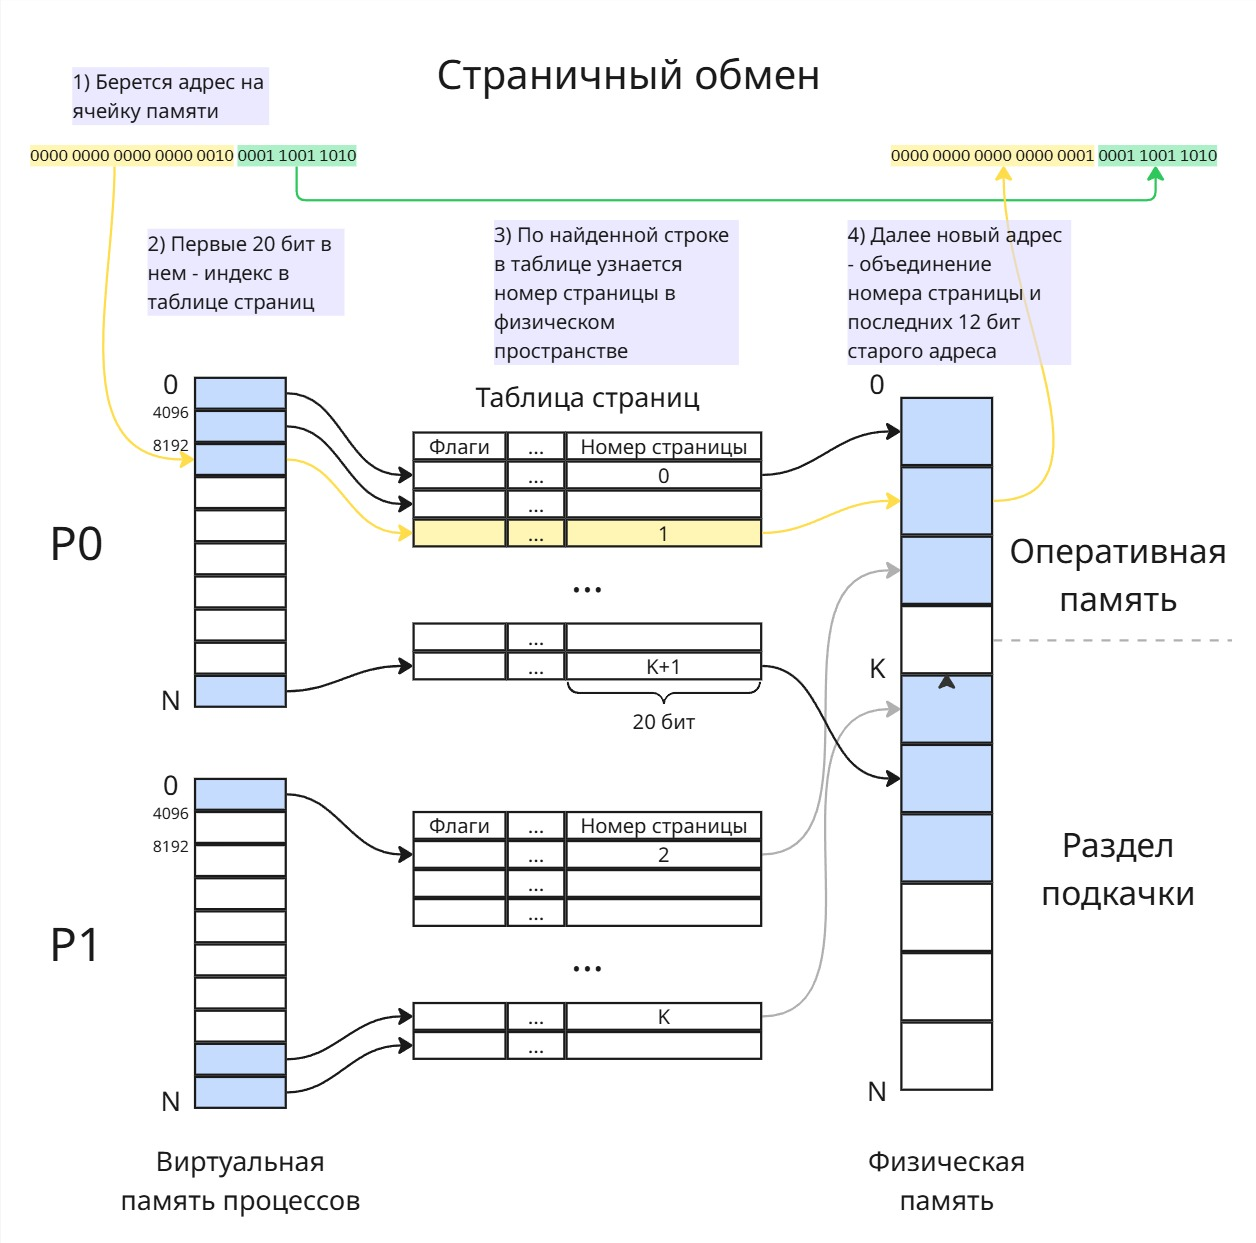 Страничный обмен
1) Берется адрес на
ячейку памяти
0000 0000 0000 0000 0010 0001 1001 1010
0000 0000 0000 0000 0001 0001 1001 1010
2) Первые 20 бит в
нем - индекс в
таблице страниц
3) По найденной строке
в таблице узнается
номер страницы в
физическом
пространстве
4) Далее новый адрес
- объединение
номера страницы и
последних 12 бит
старого адреса
P0
0
4096
8192
N
Таблица страниц
Флаги ... Номер страницы
... 0
...
... 1
...
...
... K+1
20 бит
0
K
N
Оперативная
память
Раздел
подкачки
P1
0
4096
8192
N
Флаги ... Номер страницы
... 2
...
...
...
... K
...
Виртуальная
память процессов
Физическая
память